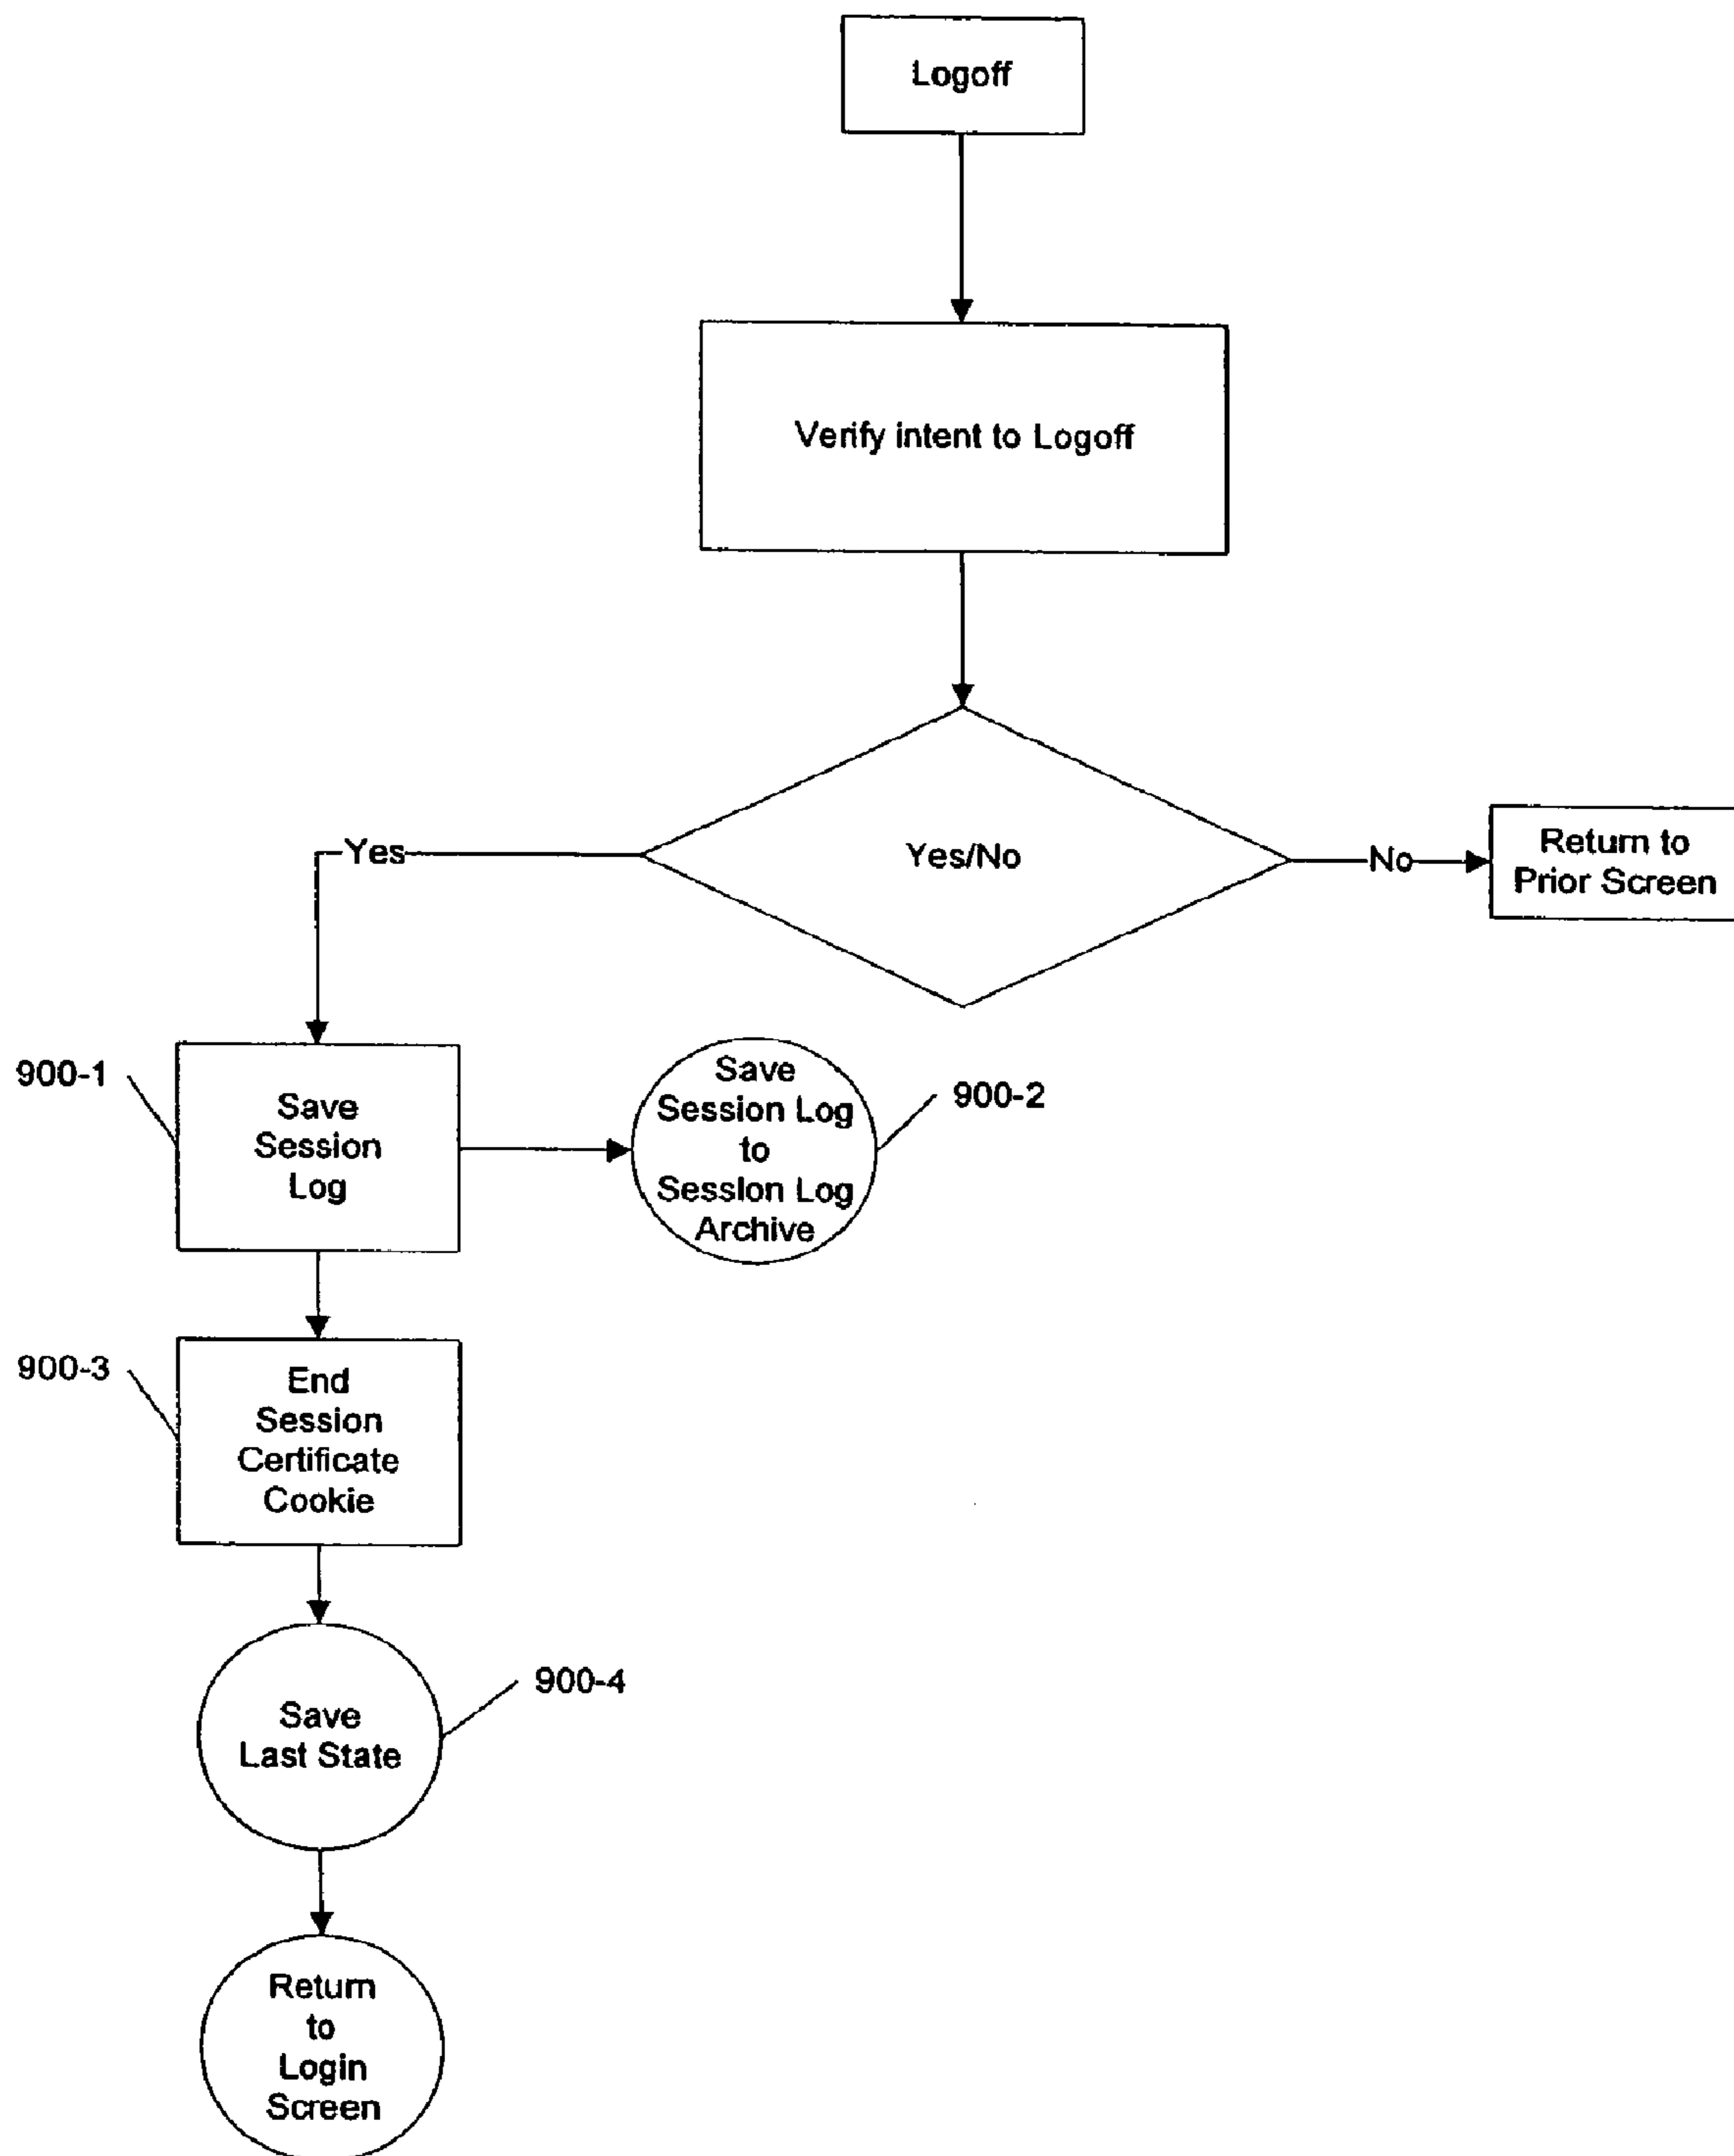 Logoff
Verify intent to Logoff
Yes/No
Yes
No
Return to
Prior Screen
900-1
Save
Session
Log
Save
Session Log
to
Session Log
Archive
900-2
900-3
End
Session
Certificate
Cookie
Save
Last State
900-4
Return
to
Login
Screen